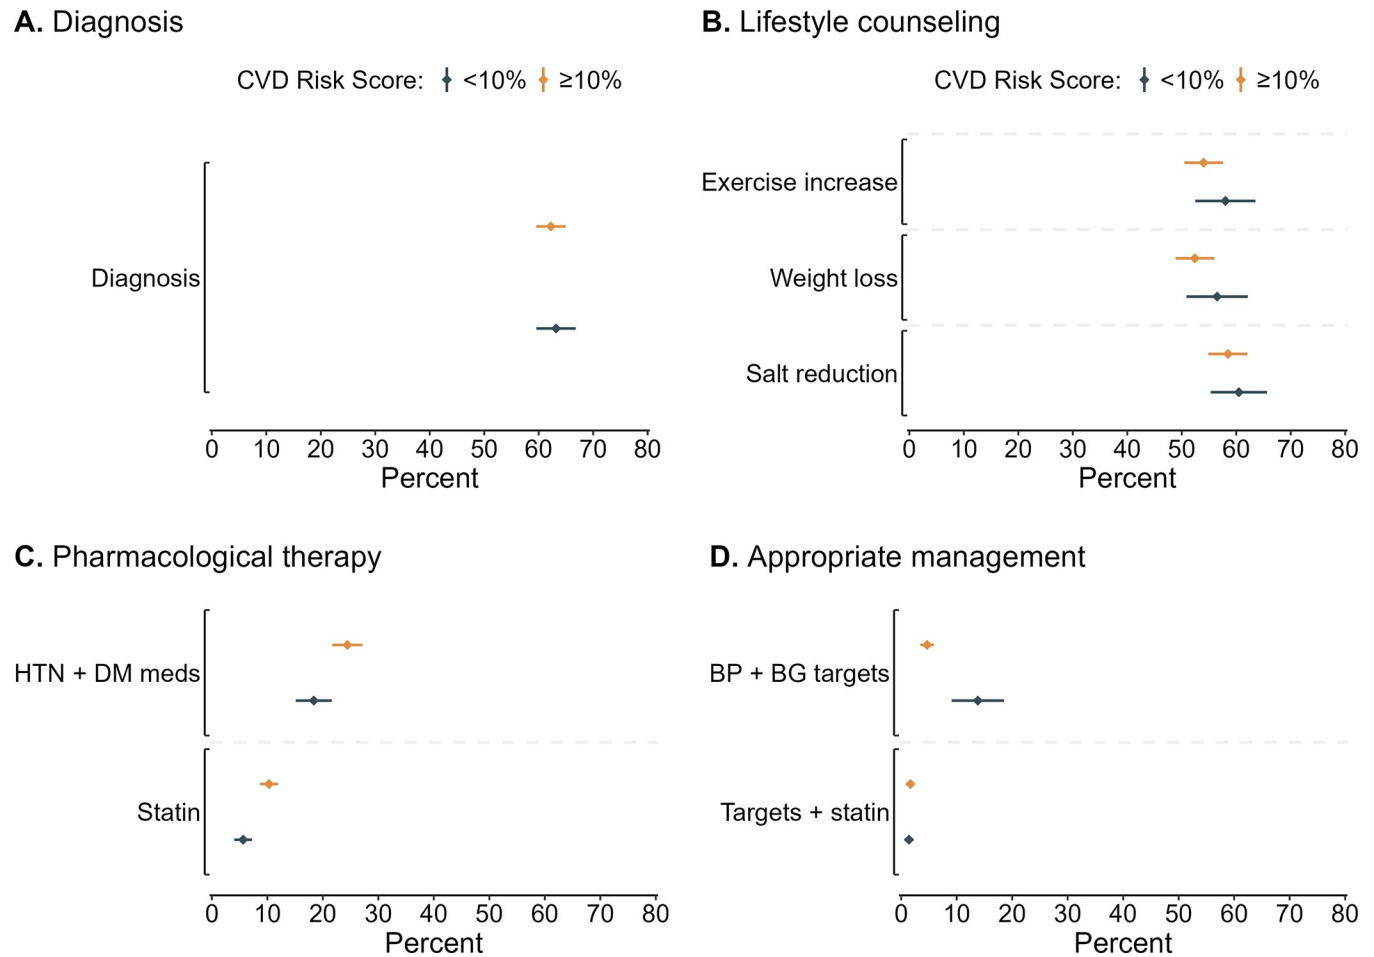 A. Diagnosis
CVD Risk Score: <10% ≥10%
Diagnosis
0 10 20 30 40 50 60 70 80
Percent
B. Lifestyle counseling
CVD Risk Score: <10% ≥10%
Exercise increase
Weight loss
Salt reduction
0 10 20 30 40 50 60 70 80
Percent
C. Pharmacological therapy
HTN + DM meds
Statin
0 10 20 30 40 50 60 70 80
Percent
D. Appropriate management
BP + BG targets
Targets + statin
0 10 20 30 40 50 60 70 80
Percent